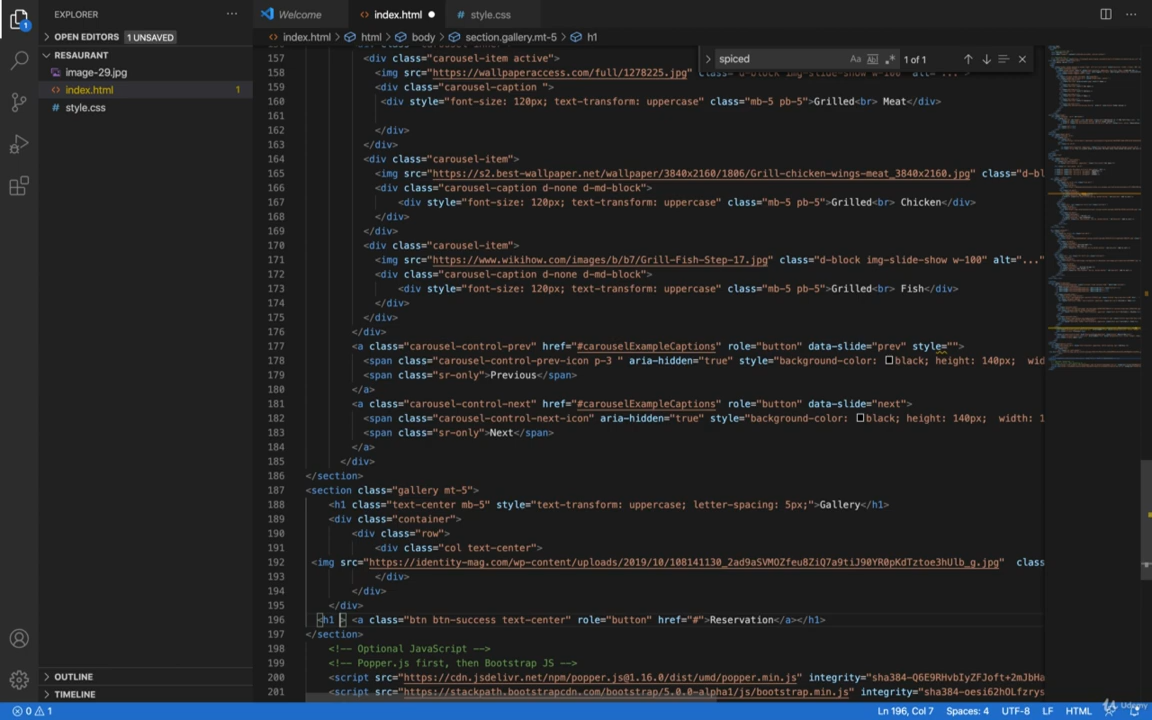 EXPLORER
Welcome
index.html
style.css
OPEN EDITORS 1 UNSAVED
index.html > html > body > section.gallery.mt-5 > h1
RESAURANT
image-29.jpg
index.html 1
style.css
spiced
Aa
1 of 1
157 <div class="carousel-item active">
158 <img src="https://wallpaperaccess.com/full/1278225.jpg"
159 <div class="carousel-caption ">
160 <div style="font-size: 120px; text-transform: uppercase" class="mb-5 pb-5">Grilled<br> Meat</div>
161
162 </div>
163 </div>
164 <div class="carousel-item">
165 <img src="https://s2.best-wallpaper.net/wallpaper/3840x2160/1806/Grill-chicken-wings-meat_3840x2160.jpg" class="d-bl
166 <div class="carousel-caption d-none d-md-block">
167 <div style="font-size: 120px; text-transform: uppercase" class="mb-5 pb-5">Grilled<br> Chicken</div>
168 </div>
169 </div>
170 <div class="carousel-item">
171 <img src="https://www.wikihow.com/images/b/b7/Grill-Fish-Step-17.jpg" class="d-block img-slide-show w-100" alt="..."
172 <div class="carousel-caption d-none d-md-block">
173 <div style="font-size: 120px; text-transform: uppercase" class="mb-5 pb-5">Grilled<br> Fish</div>
174 </div>
175 </div>
176 </div>
177 <a class="carousel-control-prev" href="#carouselExampleCaptions" role="button" data-slide="prev" style="">
178 <span class="carousel-control-prev-icon p-3 " aria-hidden="true" style="background-color: black; height: 140px; wid
179 <span class="sr-only">Previous</span>
180 </a>
181 <a class="carousel-control-next" href="#carouselExampleCaptions" role="button" data-slide="next">
182 <span class="carousel-control-next-icon" aria-hidden="true" style="background-color: black; height: 140px; width: 1
183 <span class="sr-only">Next</span>
184 </a>
185 </div>
186 </section>
187 <section class="gallery mt-5">
188 <h1 class="text-center mb-5" style="text-transform: uppercase; letter-spacing: 5px;">Gallery</h1>
189 <div class="container">
190 <div class="row">
191 <div class="col text-center">
192 <img src="https://identity-mag.com/wp-content/uploads/2019/10/108141130_2ad9aSVMOZfeu8ZiQ7a9tiJ90YR0pKdTztoe3hUlb_g.jpg" class
193 </div>
194 </div>
195 </div>
196 <h1 > <a class="btn btn-success text-center" role="button" href="#">Reservation</a></h1>
197 </section>
198 <!-- Optional JavaScript -->
199 <!-- Popper.js first, then Bootstrap JS -->
200 <script src="https://cdn.jsdelivr.net/npm/popper.js@1.16.0/dist/umd/popper.min.js" integrity="sha384-Q6E9RHvbIyZFJoft+2mJbHa
201 <script src="https://stackpath.bootstrapcdn.com/bootstrap/5.0.0-alpha1/js/bootstrap.min.js" integrity="sha384-oesi62hOLfzrys
OUTLINE
TIMELINE
0 1
Ln 196, Col 7 Spaces: 4 UTF-8 LF HTML
Udemy